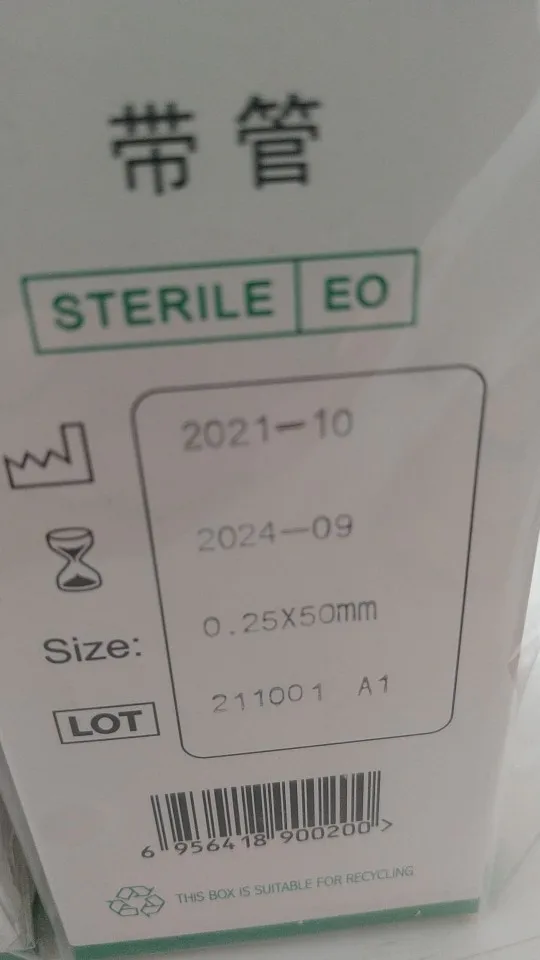 带管
STERILE EO
2021-10
2024-09
Size: 0.25X50mm
LOT 211001 A1
6 956418 900200 >
THIS BOX IS SUITABLE FOR RECYCLING